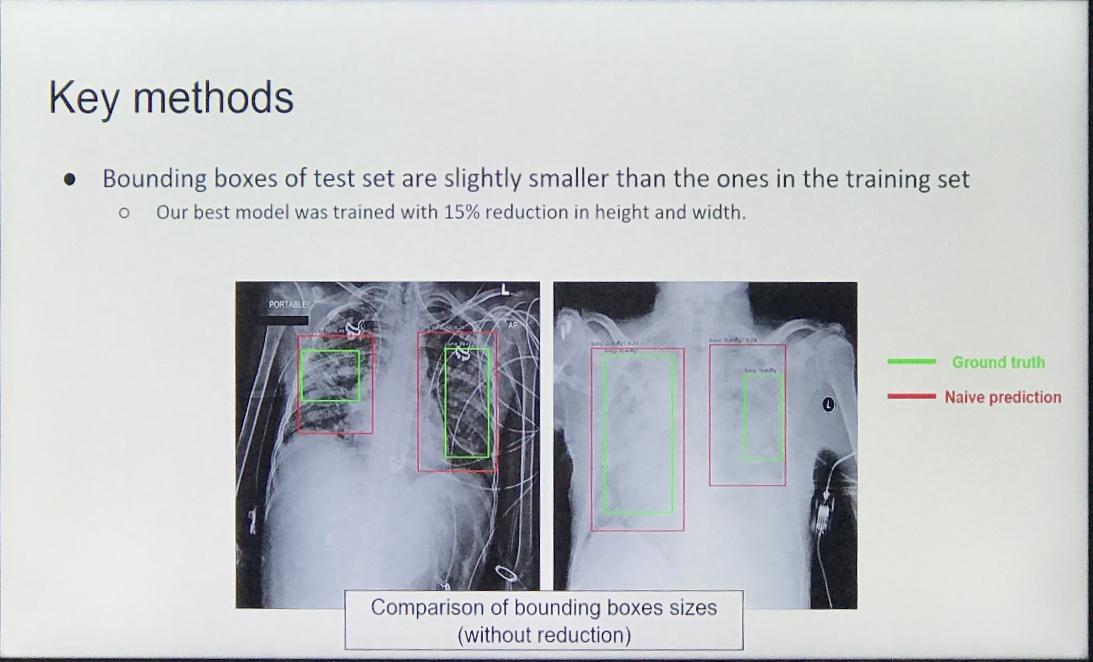 Key methods
● Bounding boxes of test set are slightly smaller than the ones in the training set
○ Our best model was trained with 15% reduction in height and width.
PORTABLE
L
AP
L
Ground truth
Naive prediction
Comparison of bounding boxes sizes
(without reduction)